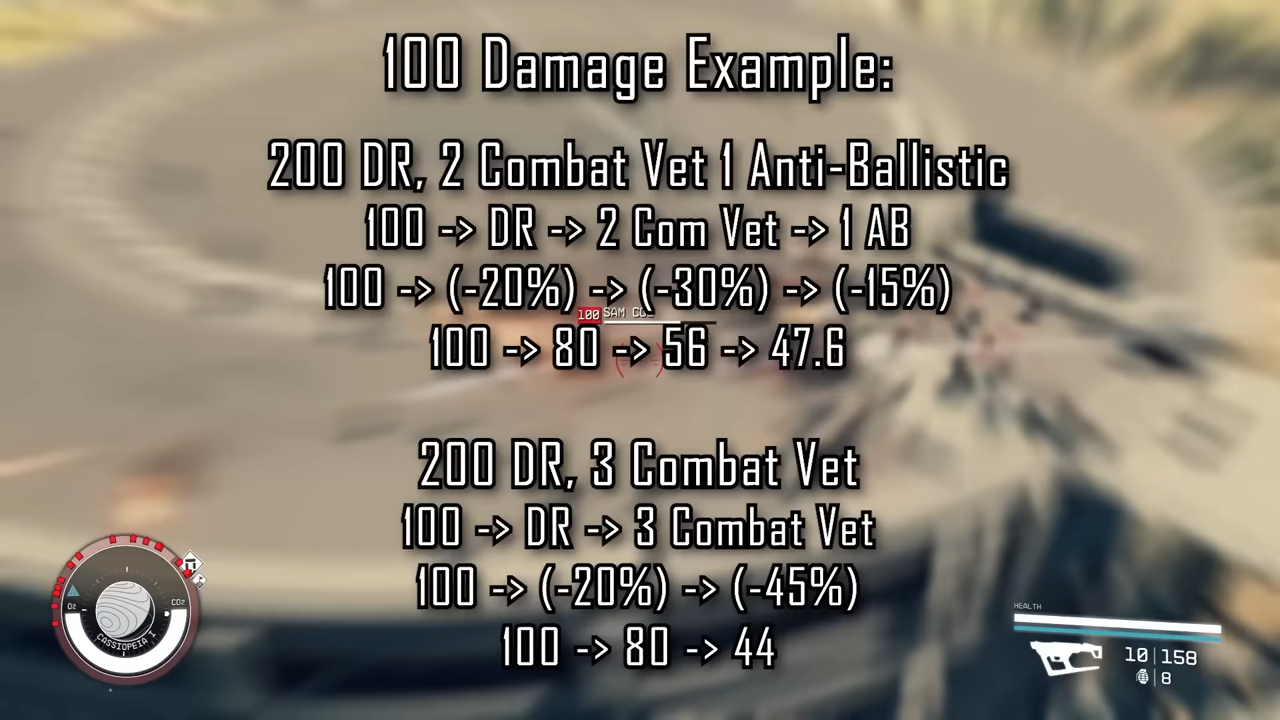 100 Damage Example:
200 DR, 2 Combat Vet 1 Anti-Ballistic
100 -> DR -> 2 Com Vet -> 1 AB
100 -> (-20%) -> (-30%) -> (-15%)
100 SAM
100 -> 80 -> 56 -> 47.6
200 DR, 3 Combat Vet
100 -> DR -> 3 Combat Vet
100 -> (-20%) -> (-45%)
100 -> 80 -> 44
O2 CO2
CASSIOPEIA I
HEALTH
10 | 158
8